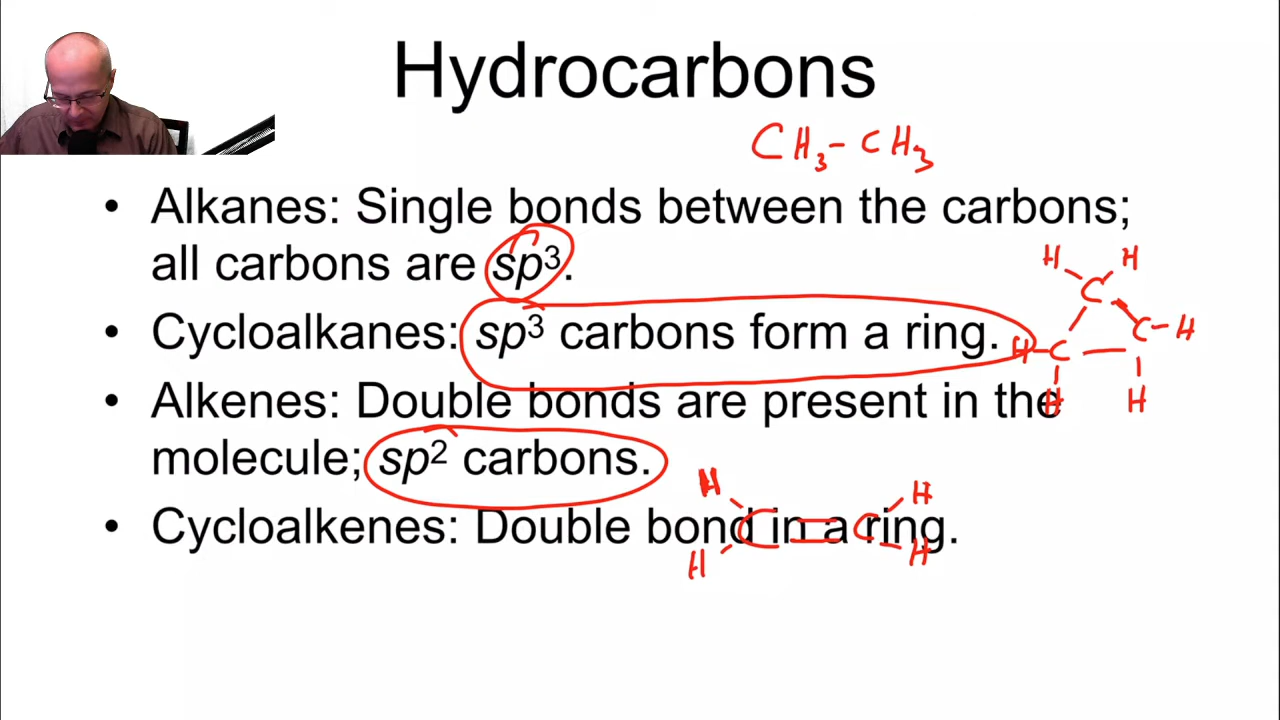 Hydrocarbons
CH3-CH3
• Alkanes: Single bonds between the carbons;
all carbons are sp³.
• Cycloalkanes: sp³ carbons form a ring.
• Alkenes: Double bonds are present in the
molecule; sp² carbons.
• Cycloalkenes: Double bond in a ring.
H H
C
C-H
H-C
H H
H H
C=C
H H